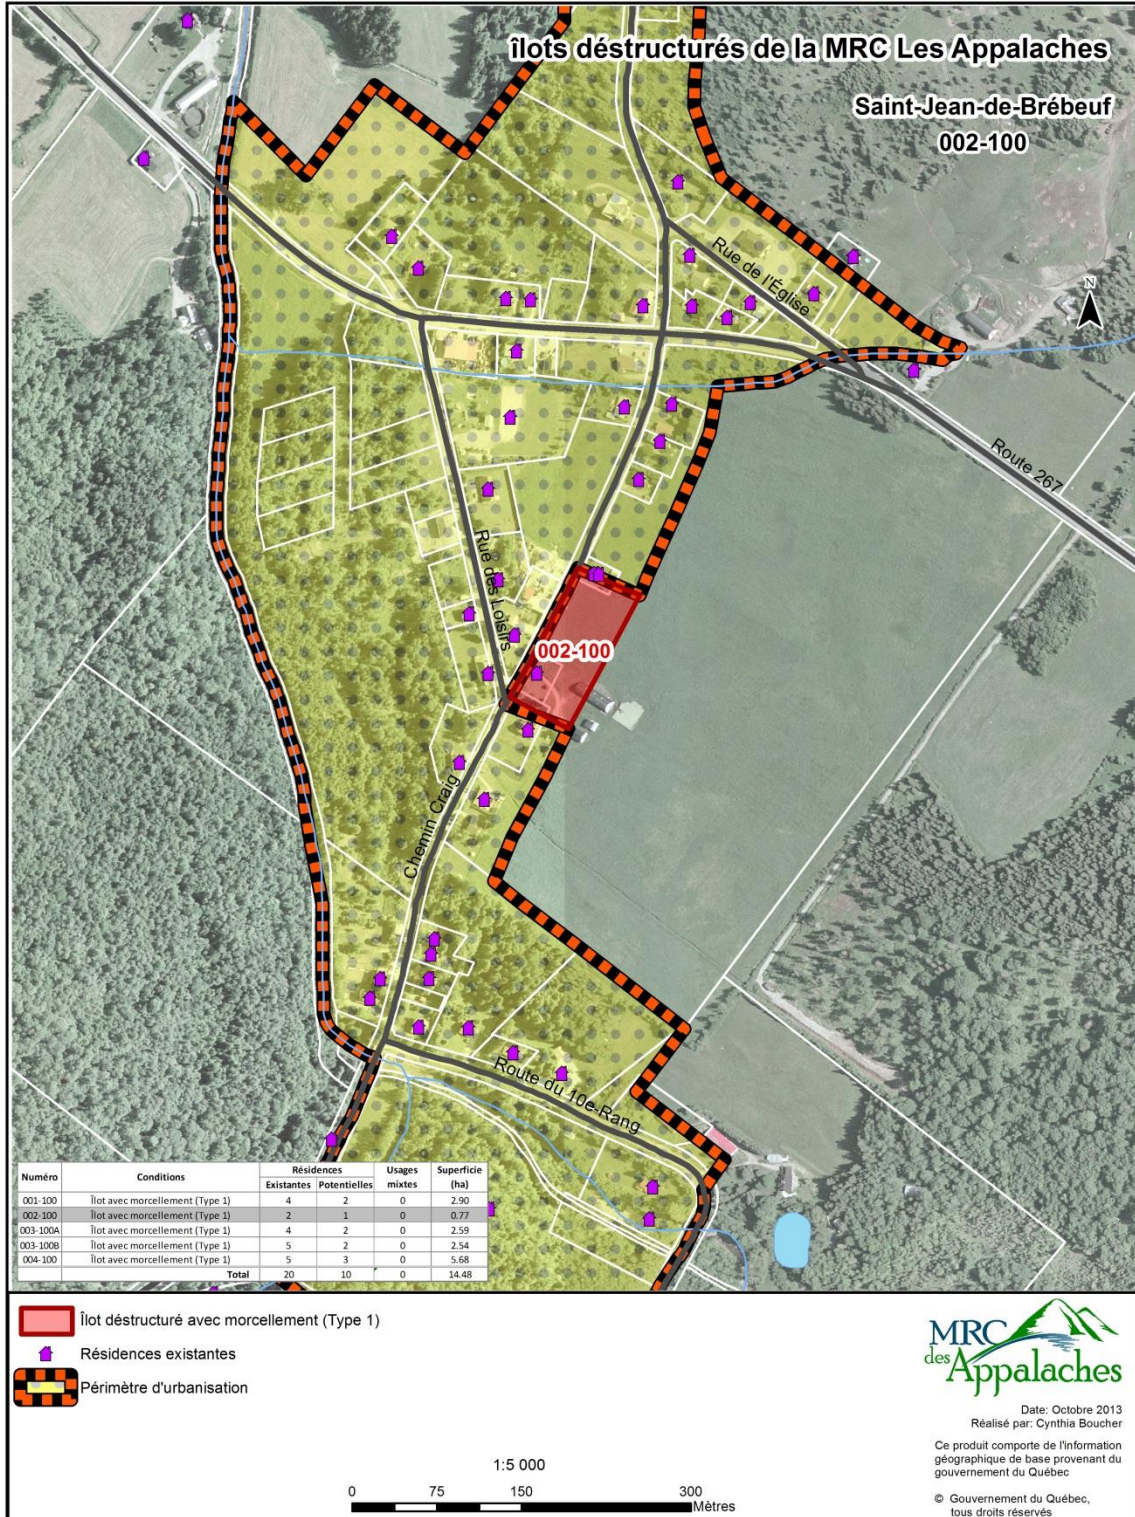 îlots déstructurés de la MRC Les Appalaches
Saint-Jean-de-Brébeuf
002-100
N
Rue de l'Église
Route 267
Rue des Loisirs
002-100
Chemin Craig
Route du 10e-Rang
Numéro Conditions Résidences Usages mixtes Superficie (ha)
Existantes Potentielles
001-100 Îlot avec morcellement (Type 1) 4 2 0 2.90
002-100 Îlot avec morcellement (Type 1) 2 1 0 0.77
003-100A Îlot avec morcellement (Type 1) 4 2 0 2.59
003-100B Îlot avec morcellement (Type 1) 5 2 0 2.54
004-100 Îlot avec morcellement (Type 1) 5 3 0 5.68
Total 20 10 0 14.48
Îlot déstructuré avec morcellement (Type 1)
Résidences existantes
Périmètre d'urbanisation
MRC
des Appalaches
Date: Octobre 2013
Réalisé par: Cynthia Boucher
Ce produit comporte de l'information
géographique de base provenant du
gouvernement du Québec
© Gouvernement du Québec,
tous droits réservés
1:5 000
0 75 150 300
Mètres